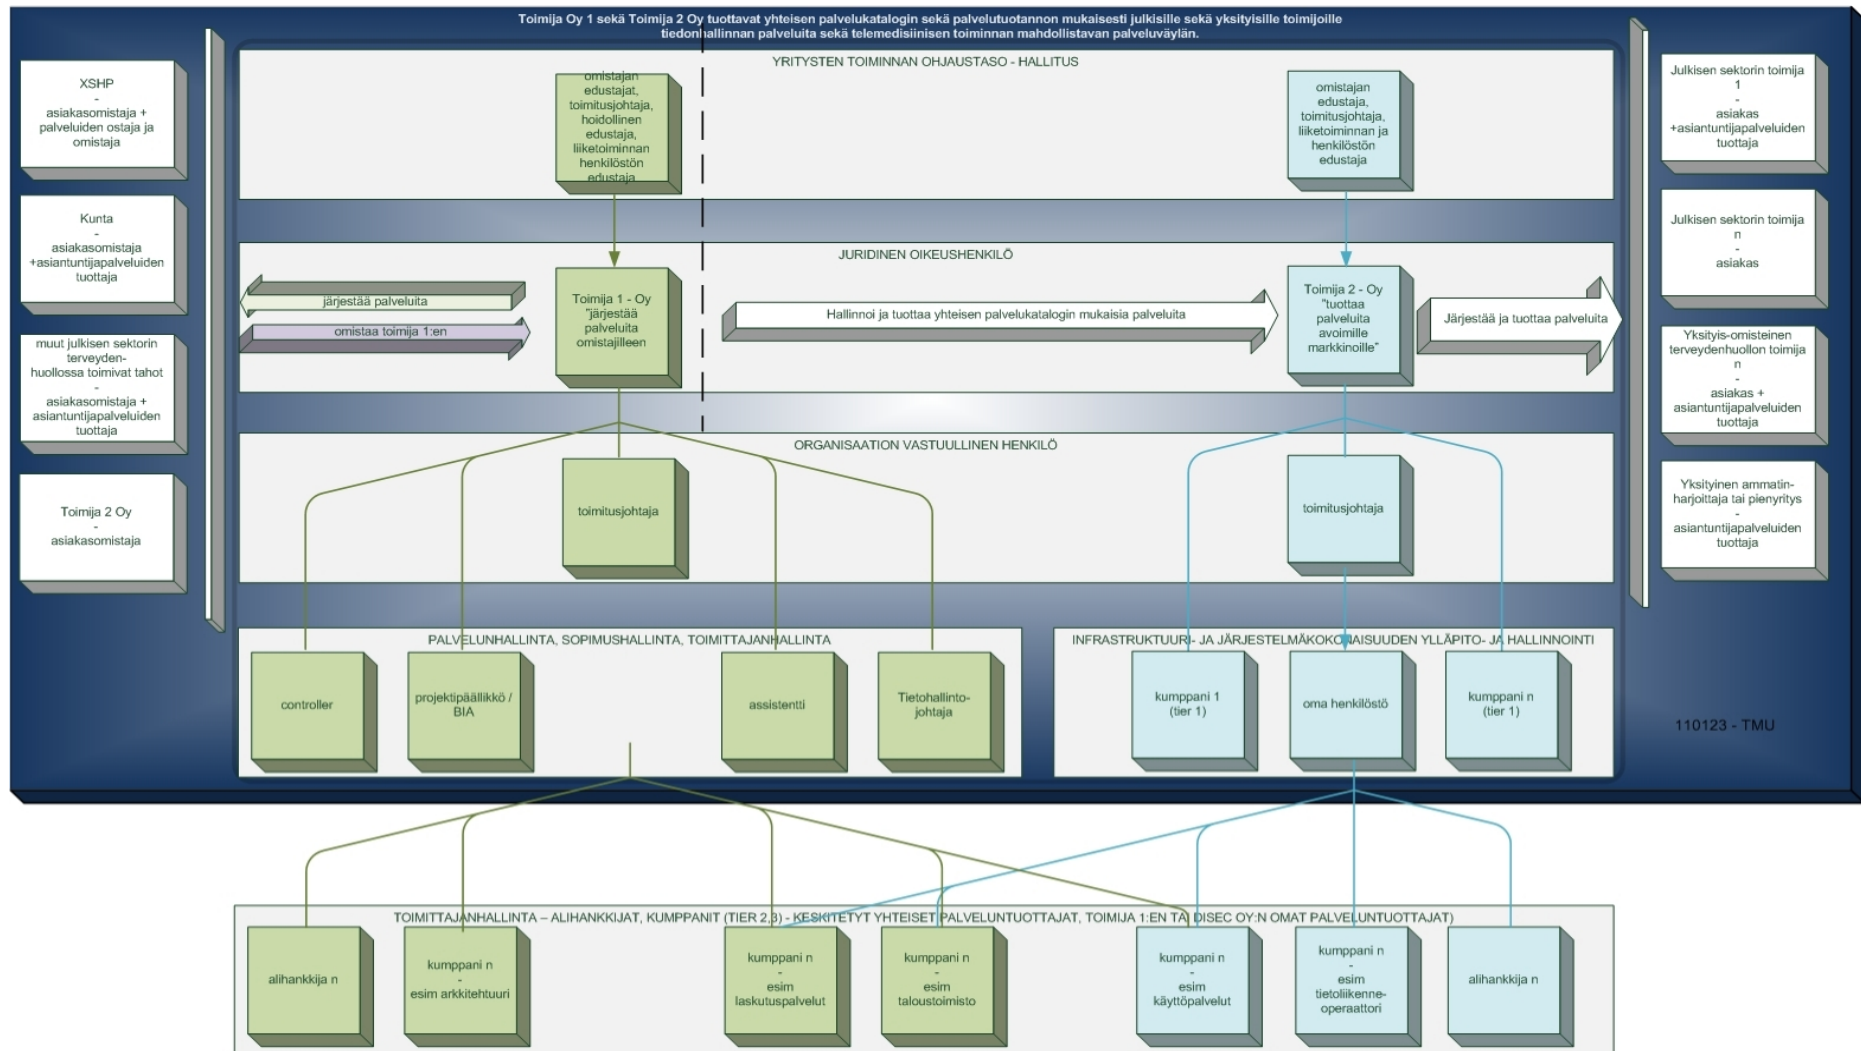 Toimija Oy 1 sekä Toimija 2 Oy tuottavat yhteisen palvelukatalogin sekä palvelutuotannon mukaisesti julkisille sekä yksityisille toimijoille
tiedonhallinnan palveluita sekä telemedisiinisen toiminnan mahdollistavan palveluväylän.
XSHP
-
asiakasomistaja +
palveluiden ostaja ja
omistaja
Kunta
-
asiakasomistaja
+asiantuntijapalveluiden
tuottaja
muut julkisen sektorin
terveyden-
huollossa toimivat tahot
-
asiakasomistaja +
asiantuntijapalveluiden
tuottaja
Toimija 2 Oy
-
asiakasomistaja
YRITYSTEN TOIMINNAN OHJAUSTASO - HALLITUS
omistajan
edustajat,
toimitusjohtaja,
hoidollinen
edustaja,
liiketoiminnan
henkilöstön
edustaja
omistajan
edustaja,
toimitusjohtaja,
liiketoiminnan ja
henkilöstön
edustaja
JURIDINEN OIKEUSHENKILÖ
järjestää palveluita
omistaa toimija 1:en
Toimija 1 - Oy
"järjestää
palveluita
omistajilleen
Hallinnoi ja tuottaa yhteisen palvelukatalogin mukaisia palveluita
Toimija 2 - Oy
"tuottaa
palveluita
avoimille
markkinoille"
Järjestää ja tuottaa palveluita
ORGANISAATION VASTUULLINEN HENKILÖ
toimitusjohtaja
toimitusjohtaja
PALVELUNHALLINTA, SOPIMUSHALLINTA, TOIMITTAJANHALLINTA
controller
projektipäällikkö /
BIA
assistentti
Tietohallinto-
johtaja
INFRASTRUKTUURI- JA JÄRJESTELMÄKOKONAISUUDEN YLLÄPITO- JA HALLINNOINTI
kumppani 1
(tier 1)
oma henkilöstö
kumppani n
(tier 1)
Julkisen sektorin toimija
1
-
asiakas
+asiantuntijapalveluiden
tuottaja
Julkisen sektorin toimija
n
-
asiakas
Yksityis-omisteinen
terveydenhuollon toimija
n
-
asiakas +
asiantuntijapalveluiden
tuottaja
Yksityinen ammatin-
harjoittaja tai pienyritys
-
asiantuntijapalveluiden
tuottaja
110123 - TMU
TOIMITTAJANHALLINTA – ALIHANKKIJAT, KUMPPANIT (TIER 2,3) - KESKITETYT YHTEISET PALVELUNTUOTTAJAT, TOIMIJA 1:EN TAI DISEC OY:N OMAT PALVELUNTUOTTAJAT)
alihankkija n
kumppani n
-
esim arkkitehtuuri
kumppani n
-
esim
laskutuspalvelut
kumppani n
-
esim
taloustoimisto
kumppani n
-
esim
käyttöpalvelut
kumppani n
-
esim
tietoliikenne-
operaattori
alihankkija n